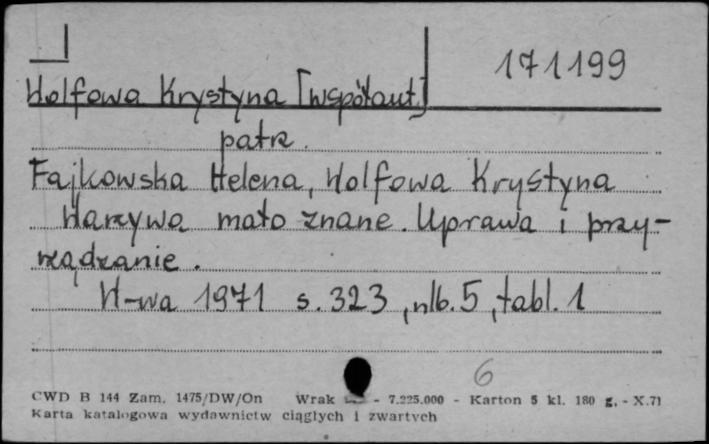 171199
Wolfowa Krystyna [współaut.]
patrz.
Fajkowska Helena, Wolfowa Krystyna
Warzywa mało znane. Uprawa i przy-
rządzanie.
W-wa 1971 s. 323, nlb. 5, tabl. 1
6
CWD B 144 Zam. 1475/DW/On Wrak - 7.225.000 - Karton 5 kl. 180 g. - X.71
Karta katalogowa wydawnictw ciągłych i zwartych